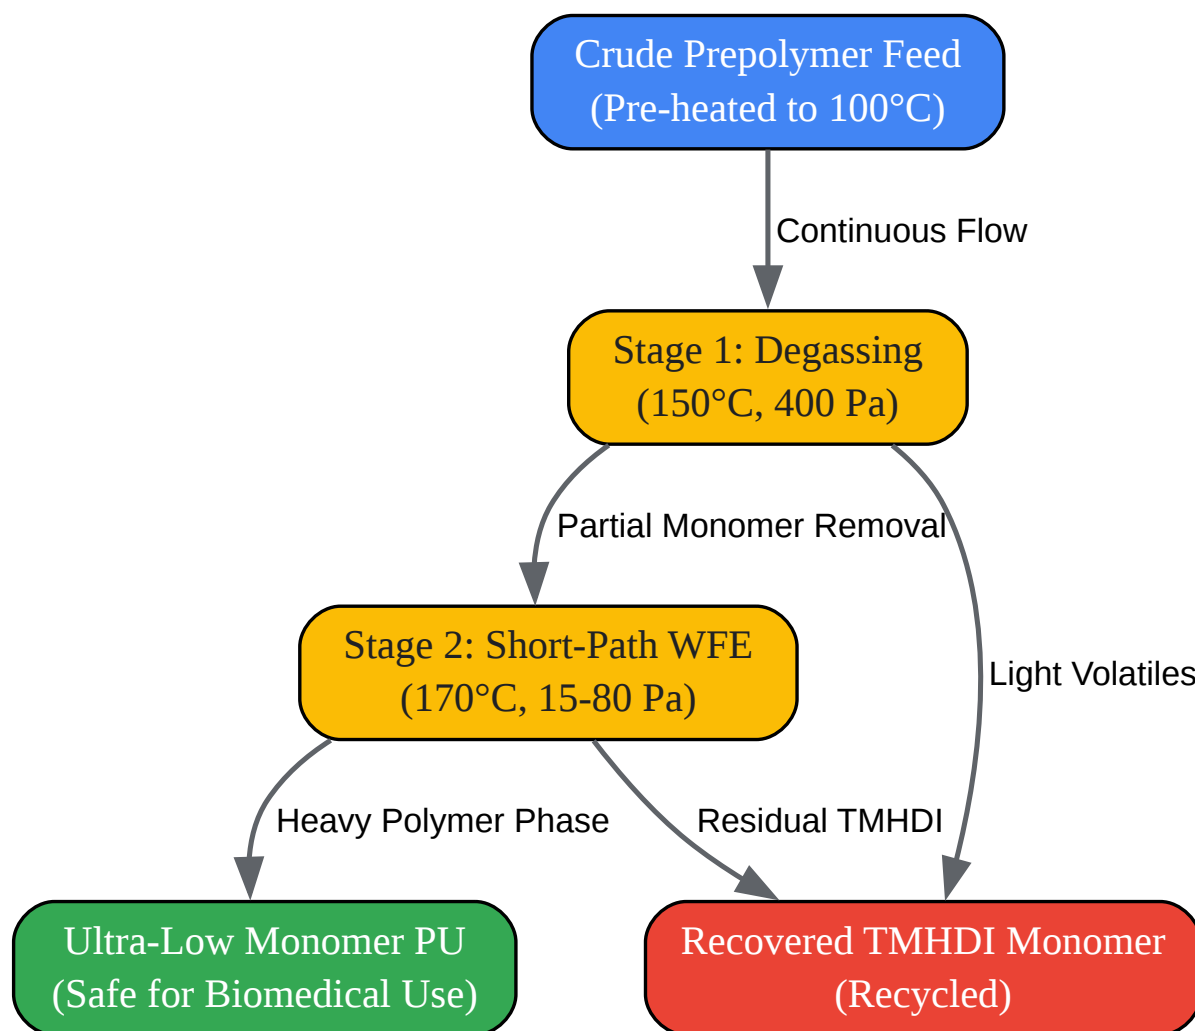 Crude Prepolymer Feed
(Pre-heated to 100°C)
Continuous Flow
Stage 1: Degassing
(150°C, 400 Pa)
Partial Monomer Removal
Stage 2: Short-Path WFE
(170°C, 15-80 Pa)
Light Volatiles
Heavy Polymer Phase
Residual TMHDI
Ultra-Low Monomer PU
(Safe for Biomedical Use)
Recovered TMHDI Monomer
(Recycled)